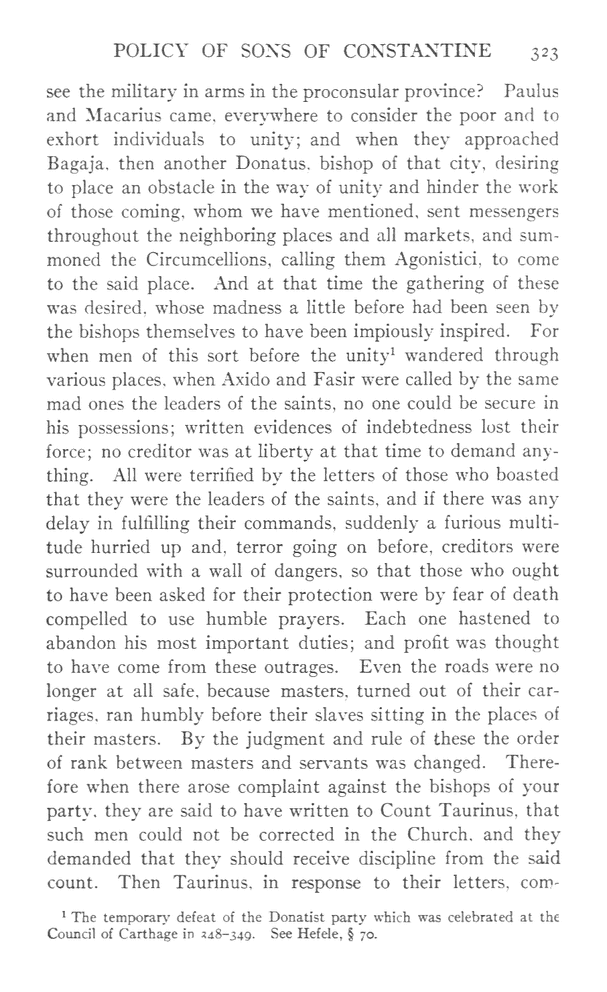 POLICY OF SONS OF CONSTANTINE 323
see the military in arms in the proconsular province? Paulus
and Macarius came, everywhere to consider the poor and to
exhort individuals to unity; and when they approached
Bagaja, then another Donatus, bishop of that city, desiring
to place an obstacle in the way of unity and hinder the work
of those coming, whom we have mentioned, sent messengers
throughout the neighboring places and all markets, and sum-
moned the Circumcellions, calling them Agonistici, to come
to the said place. And at that time the gathering of these
was desired, whose madness a little before had been seen by
the bishops themselves to have been impiously inspired. For
when men of this sort before the unity¹ wandered through
various places, when Axido and Fasir were called by the same
mad ones the leaders of the saints, no one could be secure in
his possessions; written evidences of indebtedness lost their
force; no creditor was at liberty at that time to demand any-
thing. All were terrified by the letters of those who boasted
that they were the leaders of the saints, and if there was any
delay in fulfilling their commands, suddenly a furious multi-
tude hurried up and, terror going on before, creditors were
surrounded with a wall of dangers, so that those who ought
to have been asked for their protection were by fear of death
compelled to use humble prayers. Each one hastened to
abandon his most important duties; and profit was thought
to have come from these outrages. Even the roads were no
longer at all safe, because masters, turned out of their car-
riages, ran humbly before their slaves sitting in the places of
their masters. By the judgment and rule of these the order
of rank between masters and servants was changed. There-
fore when there arose complaint against the bishops of your
party, they are said to have written to Count Taurinus, that
such men could not be corrected in the Church, and they
demanded that they should receive discipline from the said
count. Then Taurinus, in response to their letters, com-
¹ The temporary defeat of the Donatist party which was celebrated at the
Council of Carthage in 348–349. See Hefele, § 70.